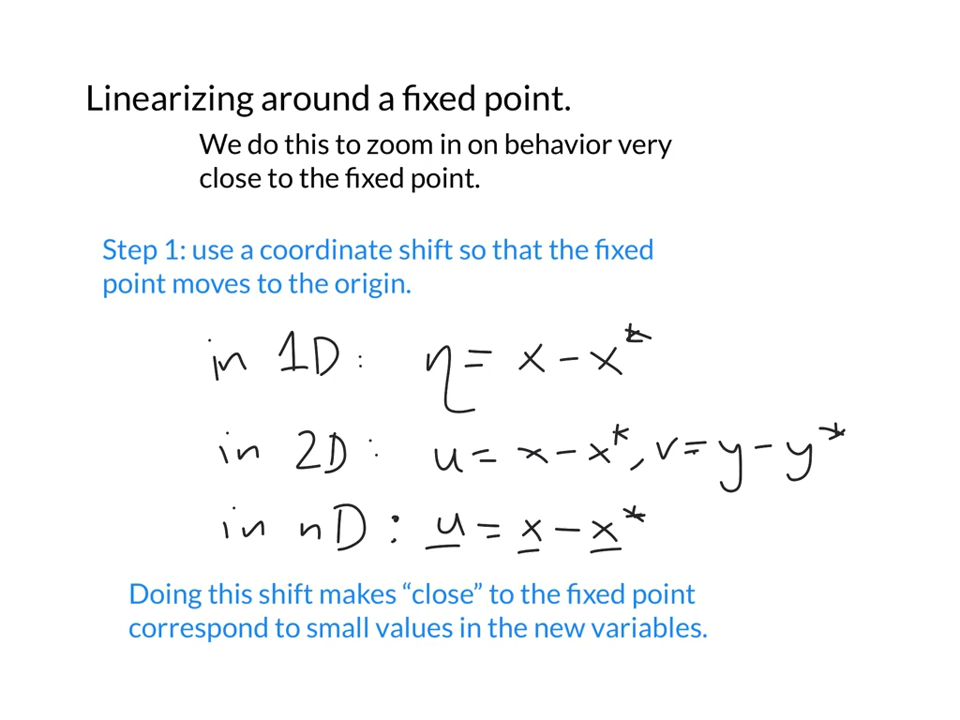 Linearizing around a fixed point.
We do this to zoom in on behavior very
close to the fixed point.
Step 1: use a coordinate shift so that the fixed
point moves to the origin.
in 1D: η = x - x*
in 2D: u = x - x*, v = y - y*
in nD: u = x - x*
Doing this shift makes “close” to the fixed point
correspond to small values in the new variables.